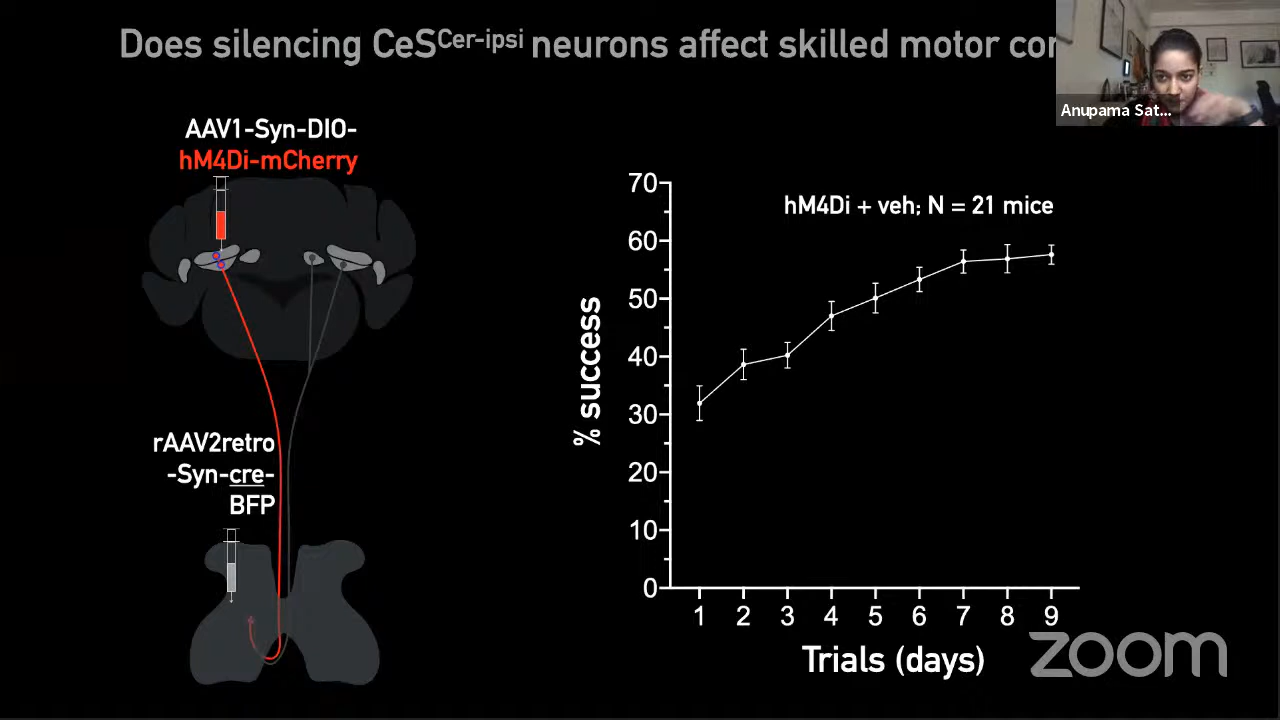 Does silencing CeSCer-ipsi neurons affect skilled motor con
Anupama Sat...
AAV1-Syn-DIO-
hM4Di-mCherry
rAAV2retro
-Syn-cre-
BFP
hM4Di + veh; N = 21 mice
% success
70
60
50
40
30
20
10
0
1 2 3 4 5 6 7 8 9
Trials (days)
zoom